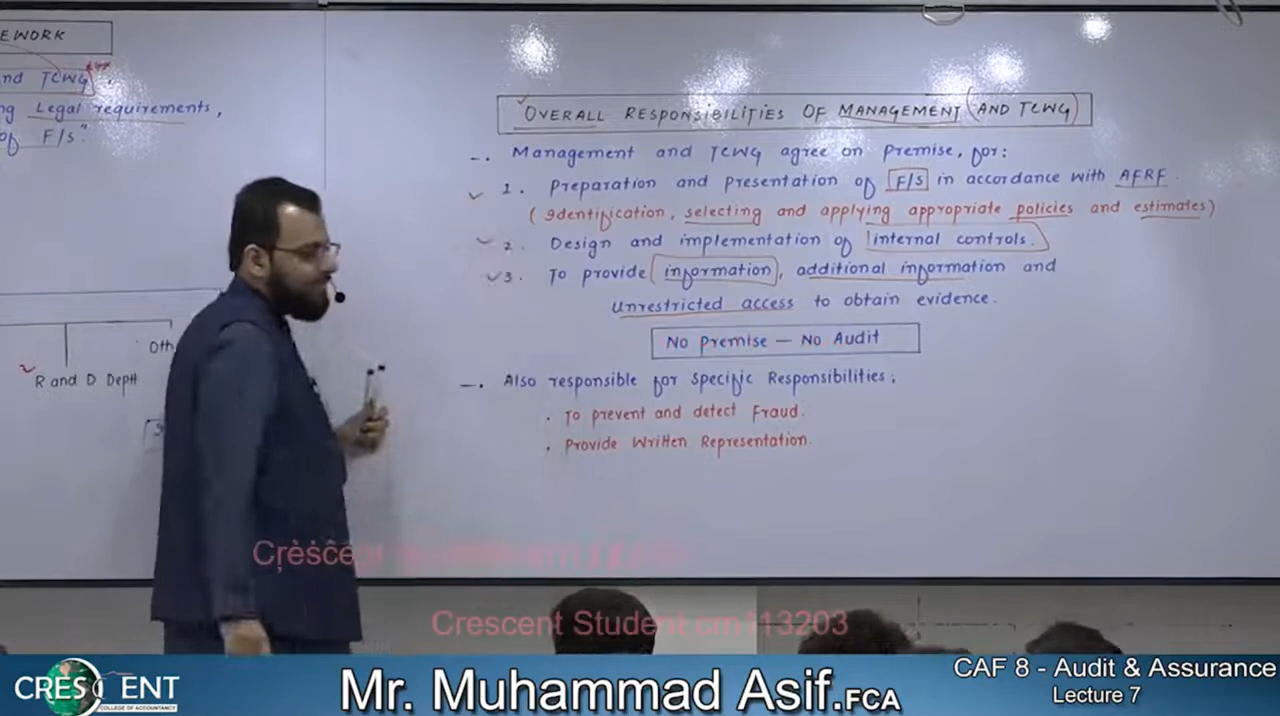 EWORK
nd TCWG
ng Legal requirements,
of F/s"
Oth
R and D Deptt
OVERALL RESPONSIBILITIES OF MANAGEMENT (AND TCWG)
-. Management and TCWG agree on Premise, for:
1. Preparation and Presentation of F/S in accordance with AFRF.
(Identification, selecting and applying appropriate policies and estimates)
2. Design and implementation of internal controls.
3. To provide information, additional information and
unrestricted access to obtain evidence.
No Premise — No Audit
-. Also responsible for Specific Responsibilities;
. To prevent and detect Fraud.
. Provide Written Representation.
Crescent Student cm113203
CRESCENT
COLLEGE OF ACCOUNTANCY
Mr. Muhammad Asif.FCA
CAF 8 - Audit & Assurance
Lecture 7